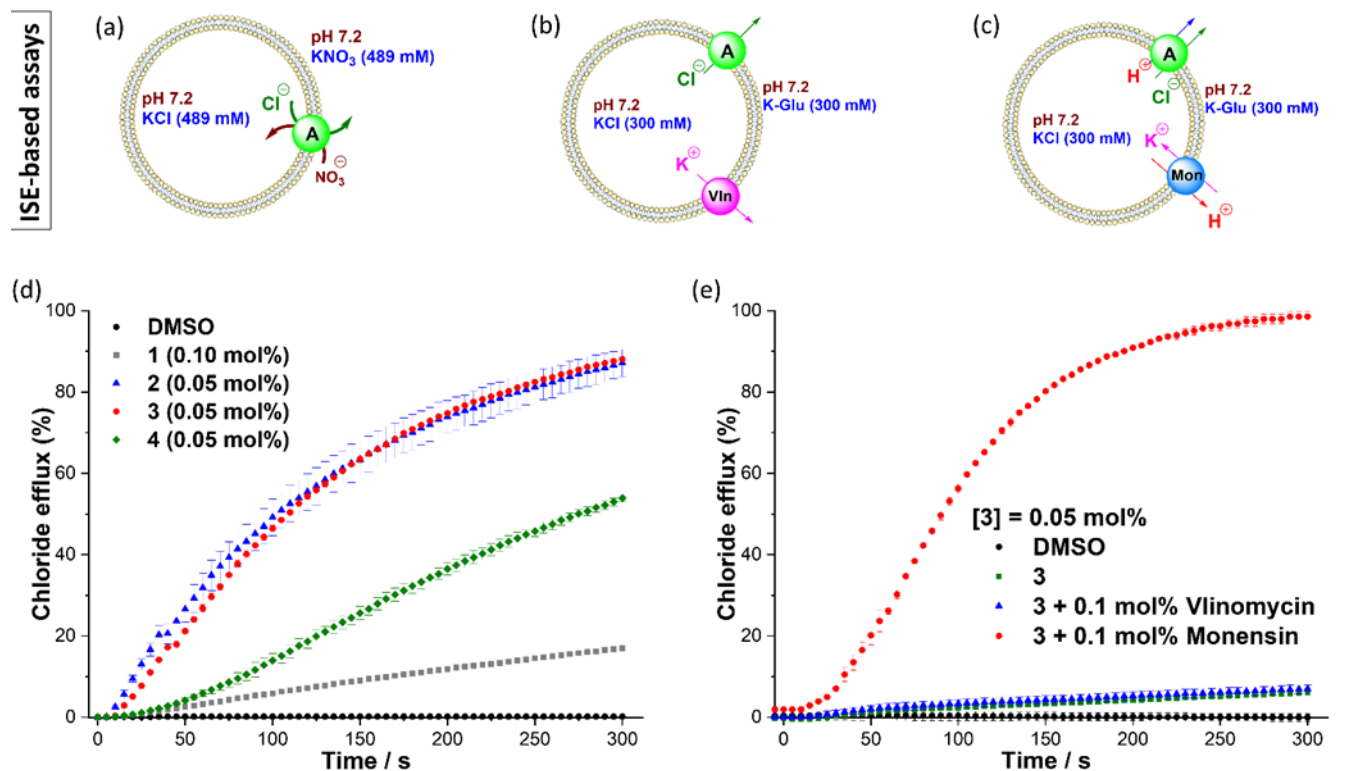 ISE-based assays
(a)
pH 7.2
KNO₃ (489 mM)
Cl⊖
pH 7.2
KCl (489 mM)
A
NO₃⊖
(b)
A
Cl⊖
pH 7.2
K-Glu (300 mM)
pH 7.2
KCl (300 mM)
K⊕
Vln
(c)
A
H⊕
Cl⊖
pH 7.2
K-Glu (300 mM)
pH 7.2
KCl (300 mM)
K⊕
Mon
H⊕
(d)
Chloride efflux (%)
100
80
60
40
20
0
DMSO
1 (0.10 mol%)
2 (0.05 mol%)
3 (0.05 mol%)
4 (0.05 mol%)
0 50 100 150 200 250 300
Time / s
(e)
Chloride efflux (%)
100
80
60
40
20
0
[3] = 0.05 mol%
DMSO
3
3 + 0.1 mol% Vlinomycin
3 + 0.1 mol% Monensin
0 50 100 150 200 250 300
Time / s